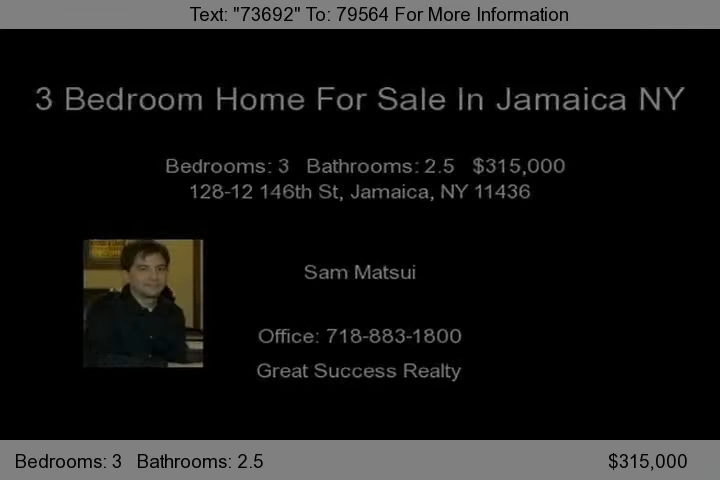 Text: "73692" To: 79564 For More Information
3 Bedroom Home For Sale In Jamaica NY
Bedrooms: 3 Bathrooms: 2.5 $315,000
128-12 146th St, Jamaica, NY 11436
Sam Matsui
Office: 718-883-1800
Great Success Realty
Bedrooms: 3 Bathrooms: 2.5 $315,000